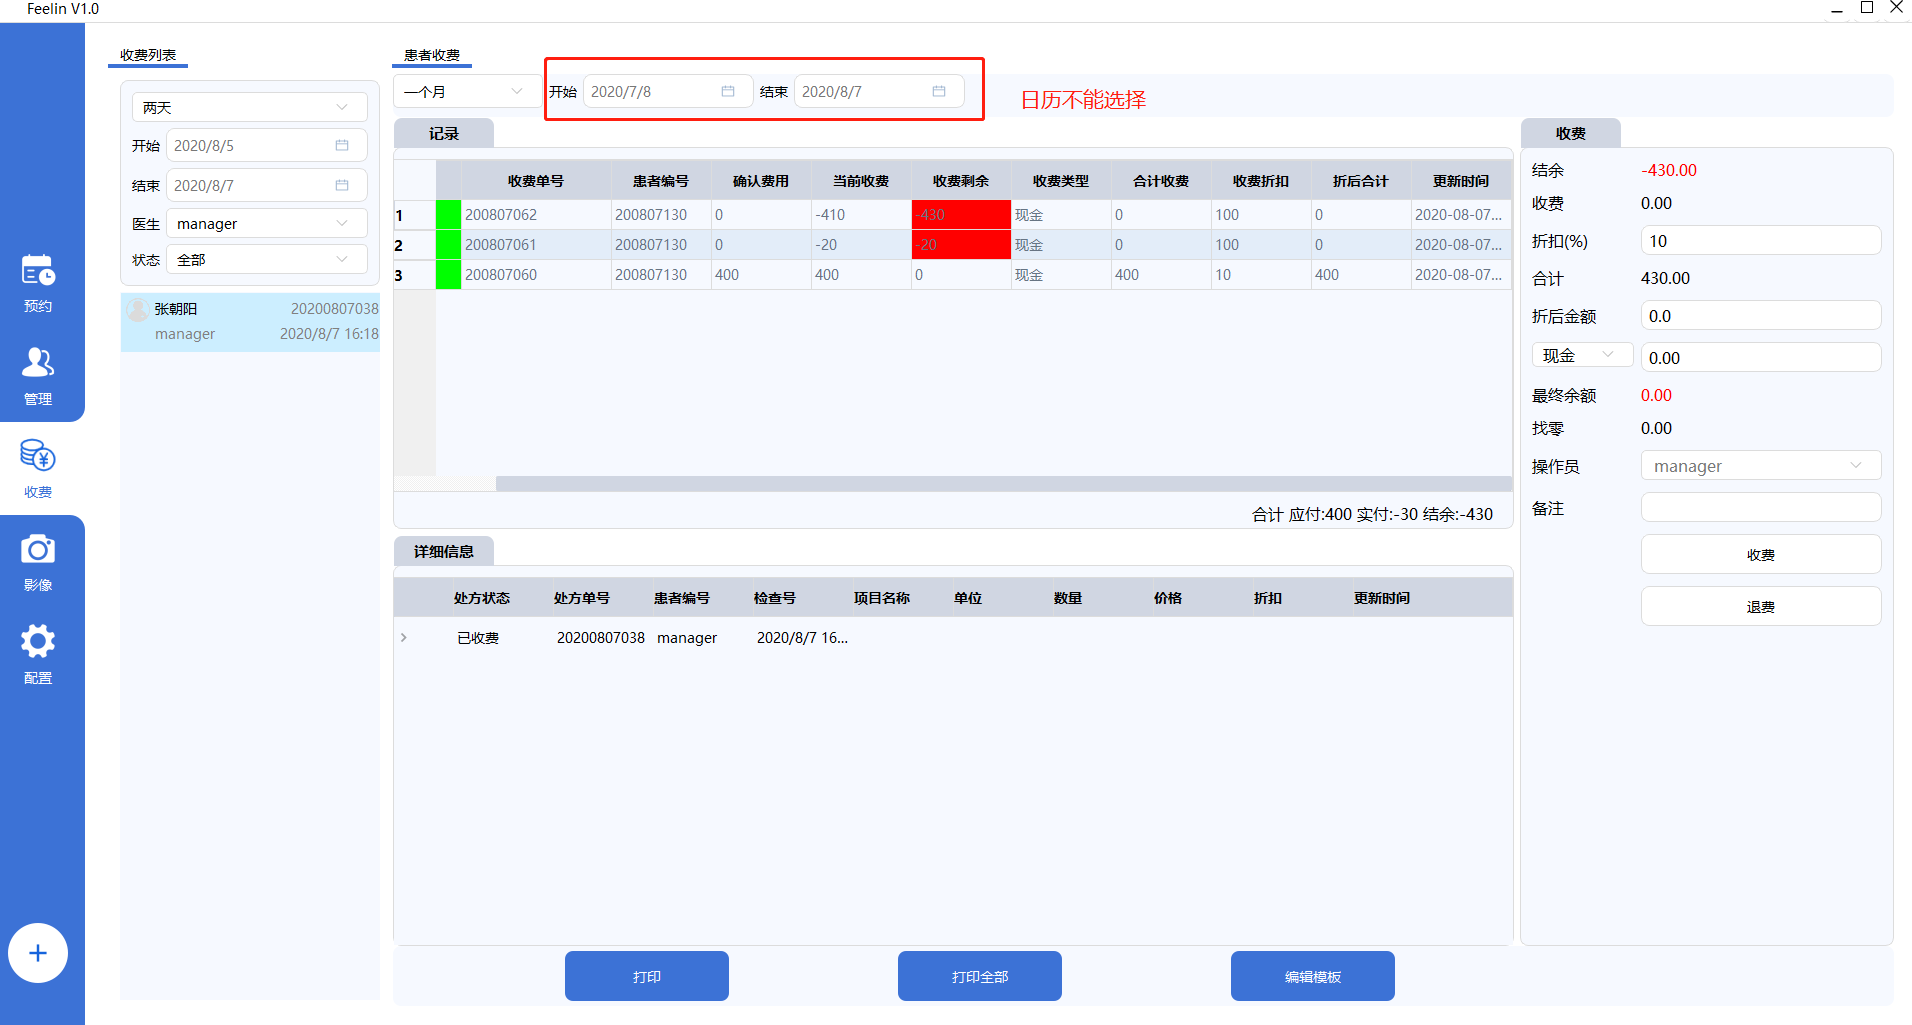 Feelin V1.0
预约
管理
收费
影像
配置
收费列表
两天
开始 2020/8/5
结束 2020/8/7
医生 manager
状态 全部
张朝阳 20200807038
manager 2020/8/7 16:18
患者收费
一个月 开始 2020/7/8 结束 2020/8/7
日历不能选择
记录
收费单号 患者编号 确认费用 当前收费 收费剩余 收费类型 合计收费 收费折扣 折后合计 更新时间
1 200807062 200807130 0 -410 -430 现金 0 100 0 2020-08-07...
2 200807061 200807130 0 -20 -20 现金 0 100 0 2020-08-07...
3 200807060 200807130 400 400 0 现金 400 10 400 2020-08-07...
合计 应付:400 实付:-30 结余:-430
详细信息
处方状态 处方单号 患者编号 检查号 项目名称 单位 数量 价格 折扣 更新时间
已收费 20200807038 manager 2020/8/7 16...
打印 打印全部 编辑模板
收费
结余 -430.00
收费 0.00
折扣(%) 10
合计 430.00
折后金额 0.0
现金 0.00
最终余额 0.00
找零 0.00
操作员 manager
备注
收费
退费